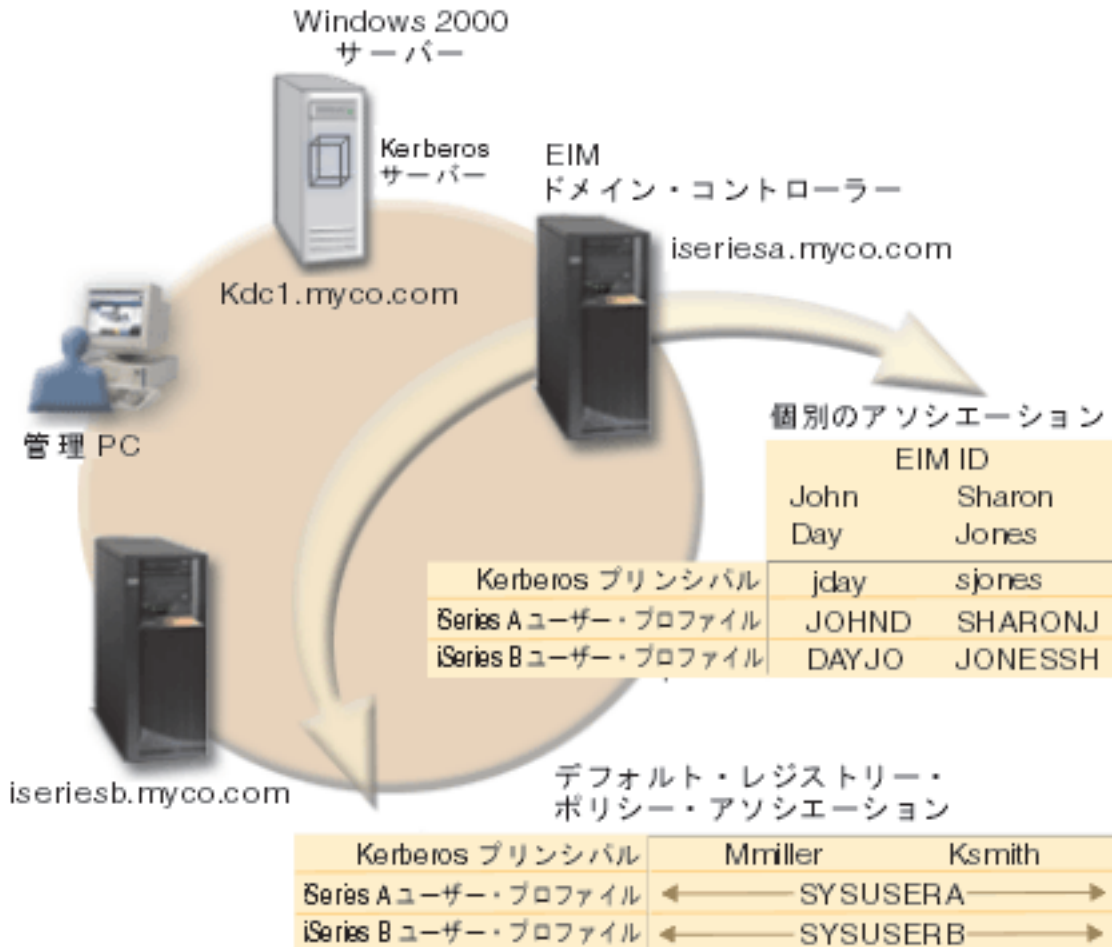 Windows 2000
サーバー
Kerberos
サーバー
Kdc1.myco.com
EIM
ドメイン・コントローラー
iseriesa.myco.com
管理 PC
iseriesb.myco.com
個別のアソシエーション
EIM ID
John Sharon
Day Jones
Kerberos プリンシパル jday sjones
iSeries A ユーザー・プロファイル JOHND SHARONJ
iSeries B ユーザー・プロファイル DAYJO JONESSH
デフォルト・レジストリー・
ポリシー・アソシエーション
Kerberos プリンシパル Mmiller Ksmith
iSeries A ユーザー・プロファイル SYSUSERA
iSeries B ユーザー・プロファイル SYSUSERB